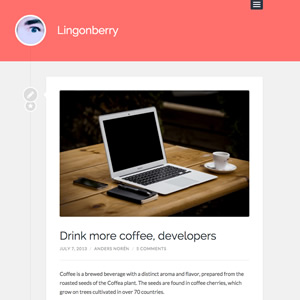 Lingonberry
Drink more coffee, developers
JULY 7, 2013 / ANDERS NORÉN / 3 COMMENTS
Coffee is a brewed beverage with a distinct aroma and flavor, prepared from the
roasted seeds of the Coffea plant. The seeds are found in coffee cherries, which
grow on trees cultivated in over 70 countries.